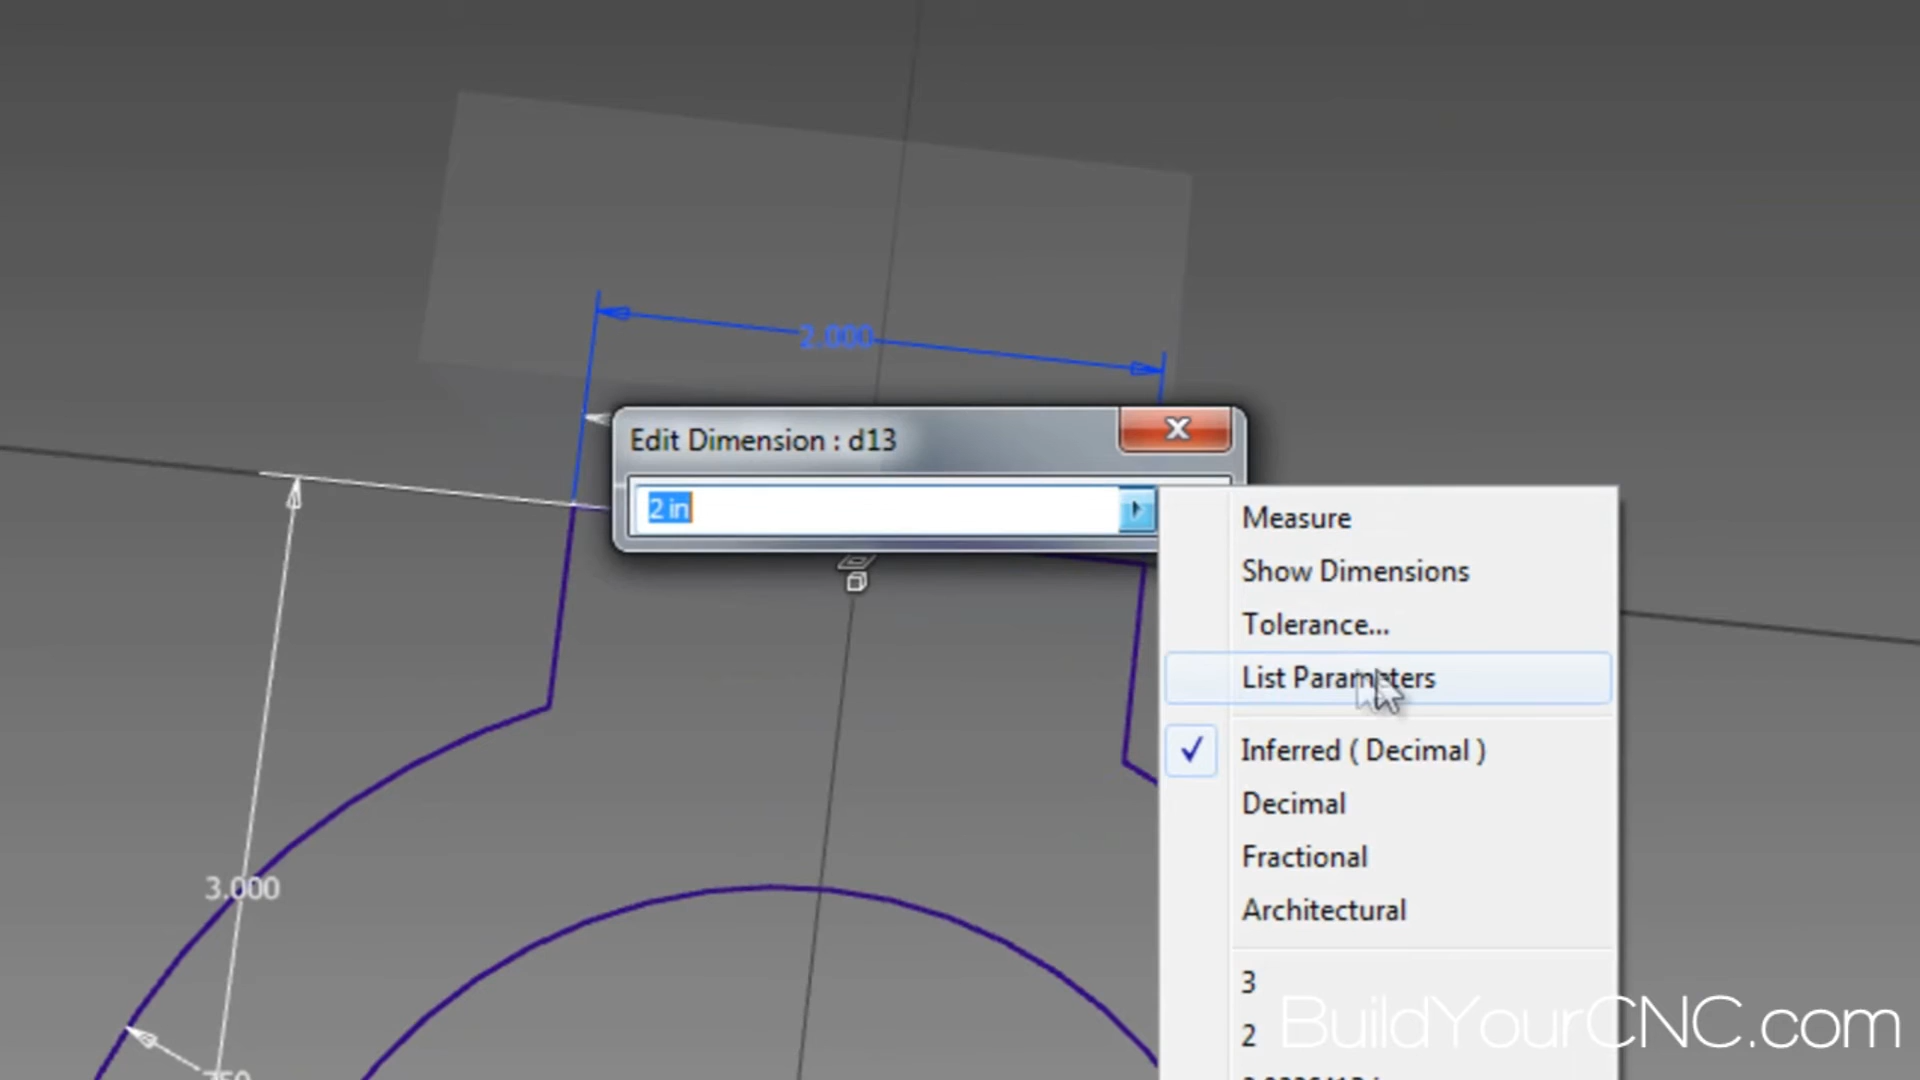 2.000
Edit Dimension : d13
2 in
Measure
Show Dimensions
Tolerance...
List Parameters
Inferred ( Decimal )
Decimal
Fractional
Architectural
3.000
3
2
BuildYourCNC.com